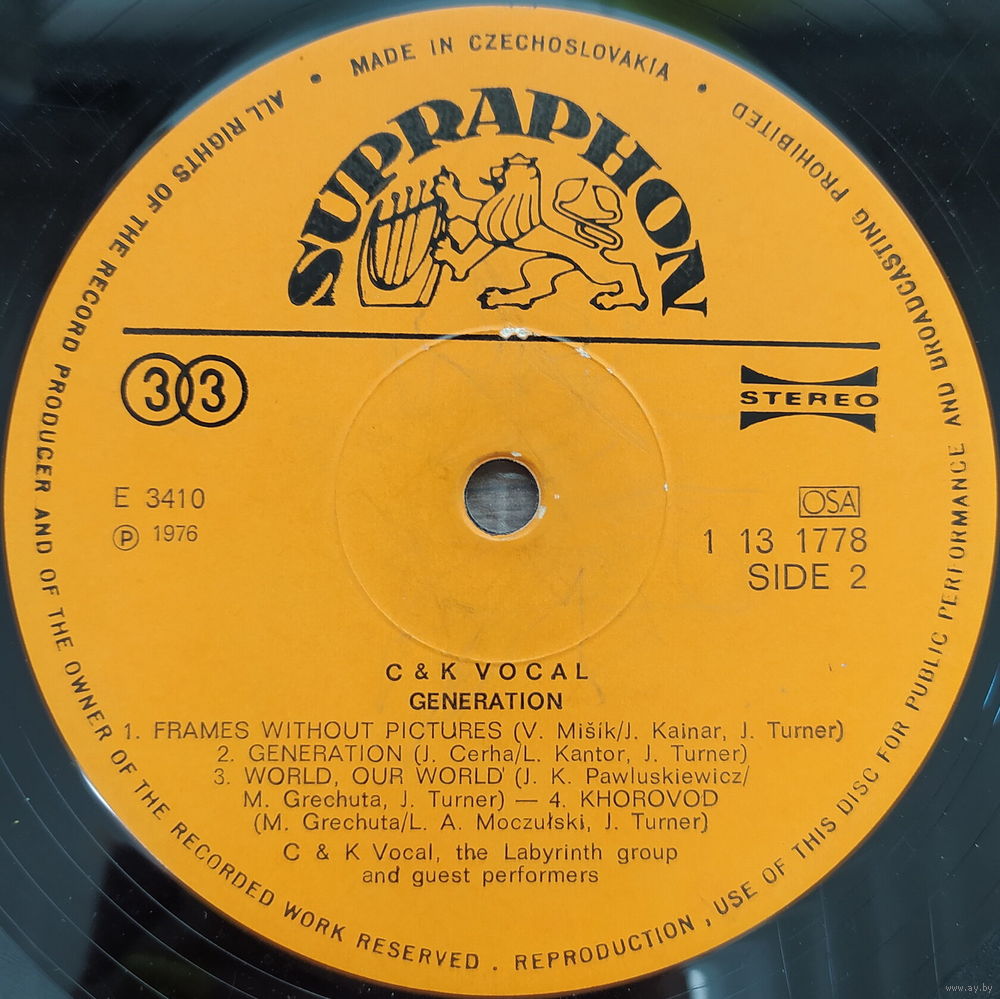 MADE IN CZECHOSLOVAKIA
SUPRAPHON
33
STEREO
E 3410
Ⓟ 1976
OSA
1 13 1778
SIDE 2
C & K VOCAL
GENERATION
1. FRAMES WITHOUT PICTURES (V. Mišík/J. Kainar, J. Turner)
2. GENERATION (J. Cerha/L. Kantor, J. Turner)
3. WORLD, OUR WORLD (J. K. Pawluskiewicz/
M. Grechuta, J. Turner) — 4. KHOROVOD
(M. Grechuta/L. A. Moczułski, J. Turner)
C & K Vocal, the Labyrinth group
and guest performers
ALL RIGHTS OF THE RECORD PRODUCER AND OF THE OWNER OF THE RECORDED WORK RESERVED . REPRODUCTION , USE OF THIS DISC FOR PUBLIC PERFORMANCE AND BROADCASTING PROHIBITED
www.ay.by